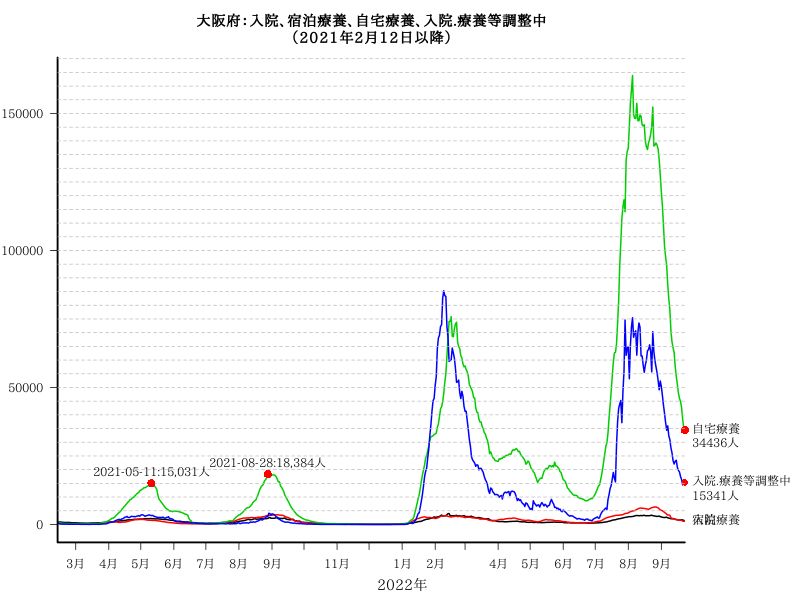 大阪府：入院、宿泊療養、自宅療養、入院.療養等調整中
（2021年2月12日以降）
150000
100000
50000
0
2021-05-11:15,031人
2021-08-28:18,384人
自宅療養
34436人
入院.療養等調整中
15341人
療養
3月 4月 5月 6月 7月 8月 9月 11月 1月 2月 3月 4月 5月 6月 7月 8月 9月
2022年